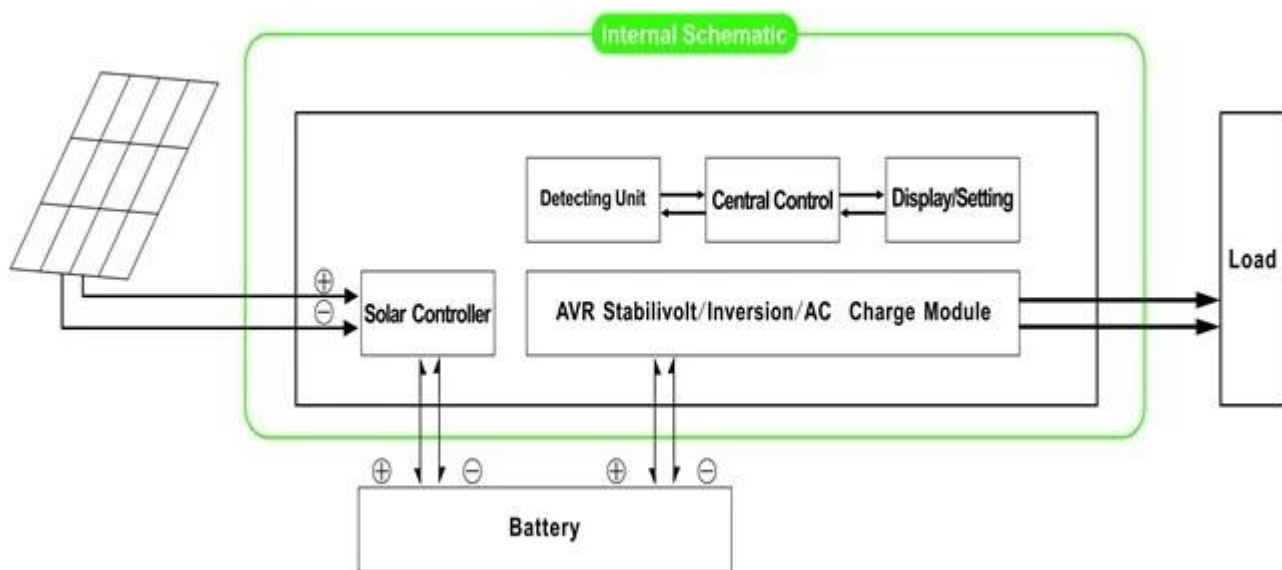 Internal Schematic
Detecting Unit
Central Control
Display/Setting
Load
⊕
⊖
Solar Controller
AVR Stabilivolt/Inversion/AC Charge Module
⊕ ⊖ ⊕ ⊖
Battery